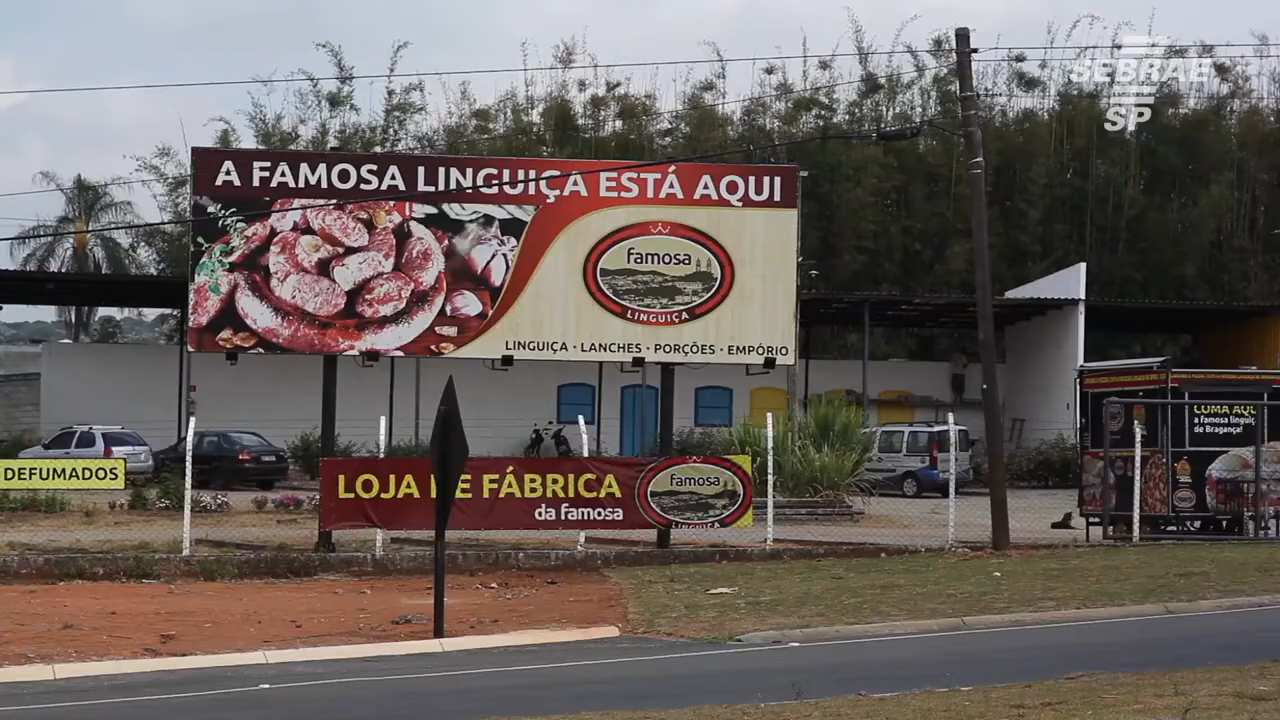 SEBRAE
SP
A FAMOSA LINGUIÇA ESTÁ AQUI
famosa
LINGUIÇA
LINGUIÇA • LANCHES • PORÇÕES • EMPÓRIO
DEFUMADOS
LOJA DE FÁBRICA
da famosa
famosa
LINGUIÇA
COMA AQUI
a famosa linguiça
de Bragança!